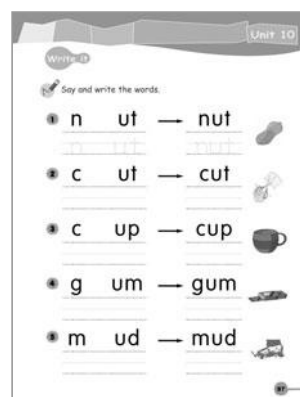 Unit 10
Write it
Say and write the words.
1 n ut → nut
n ut nut
2 c ut → cut
3 c up → cup
4 g um → gum
5 m ud → mud
87